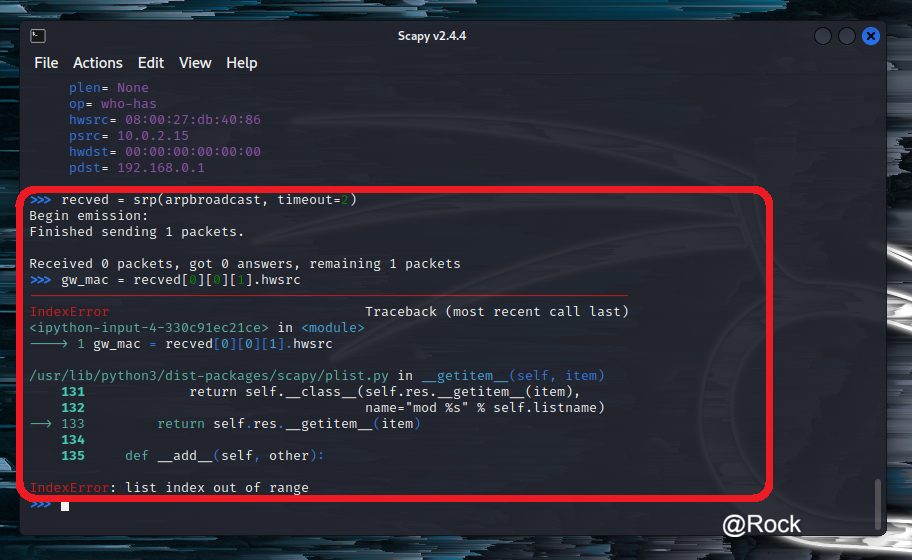 Scapy v2.4.4
File Actions Edit View Help
plen= None
op= who-has
hwsrc= 08:00:27:db:40:86
psrc= 10.0.2.15
hwdst= 00:00:00:00:00:00
pdst= 192.168.0.1
>>> recved = srp(arpbroadcast, timeout=2)
Begin emission:
Finished sending 1 packets.
Received 0 packets, got 0 answers, remaining 1 packets
>>> gw_mac = recved[0][0][1].hwsrc
IndexError Traceback (most recent call last)
<ipython-input-4-330c91ec21ce> in <module>
----> 1 gw_mac = recved[0][0][1].hwsrc
/usr/lib/python3/dist-packages/scapy/plist.py in __getitem__(self, item)
131 return self.__class__(self.res.__getitem__(item),
132 name="mod %s" % self.listname)
--> 133 return self.res.__getitem__(item)
134
135 def __add__(self, other):
IndexError: list index out of range
>>>
@Rock